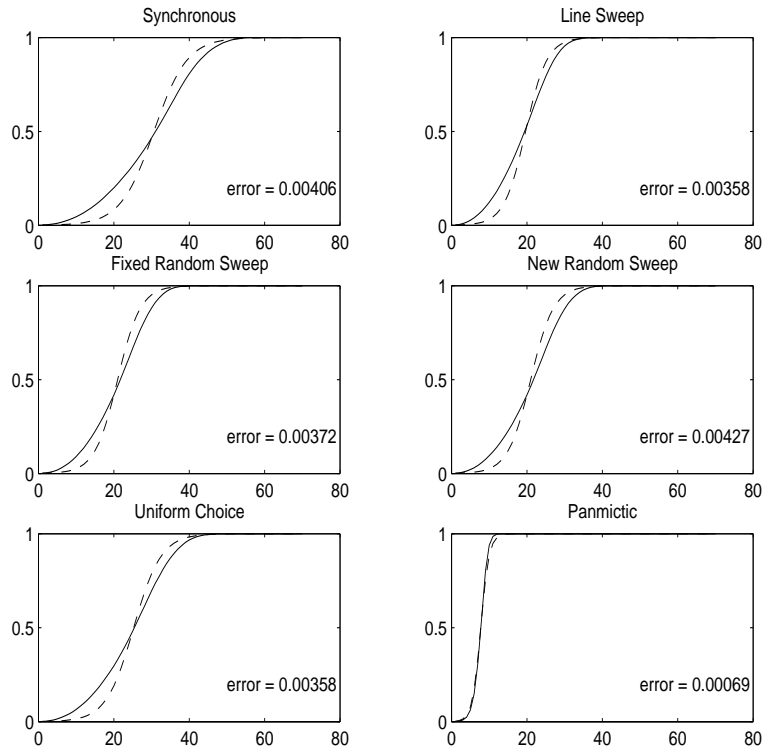 Synchronous
1
0.5
0
error = 0.00406
0 20 40 60 80
Line Sweep
1
0.5
0
error = 0.00358
0 20 40 60 80
Fixed Random Sweep
1
0.5
0
error = 0.00372
0 20 40 60 80
New Random Sweep
1
0.5
0
error = 0.00427
0 20 40 60 80
Uniform Choice
1
0.5
0
error = 0.00358
0 20 40 60 80
Panmictic
1
0.5
0
error = 0.00069
0 20 40 60 80